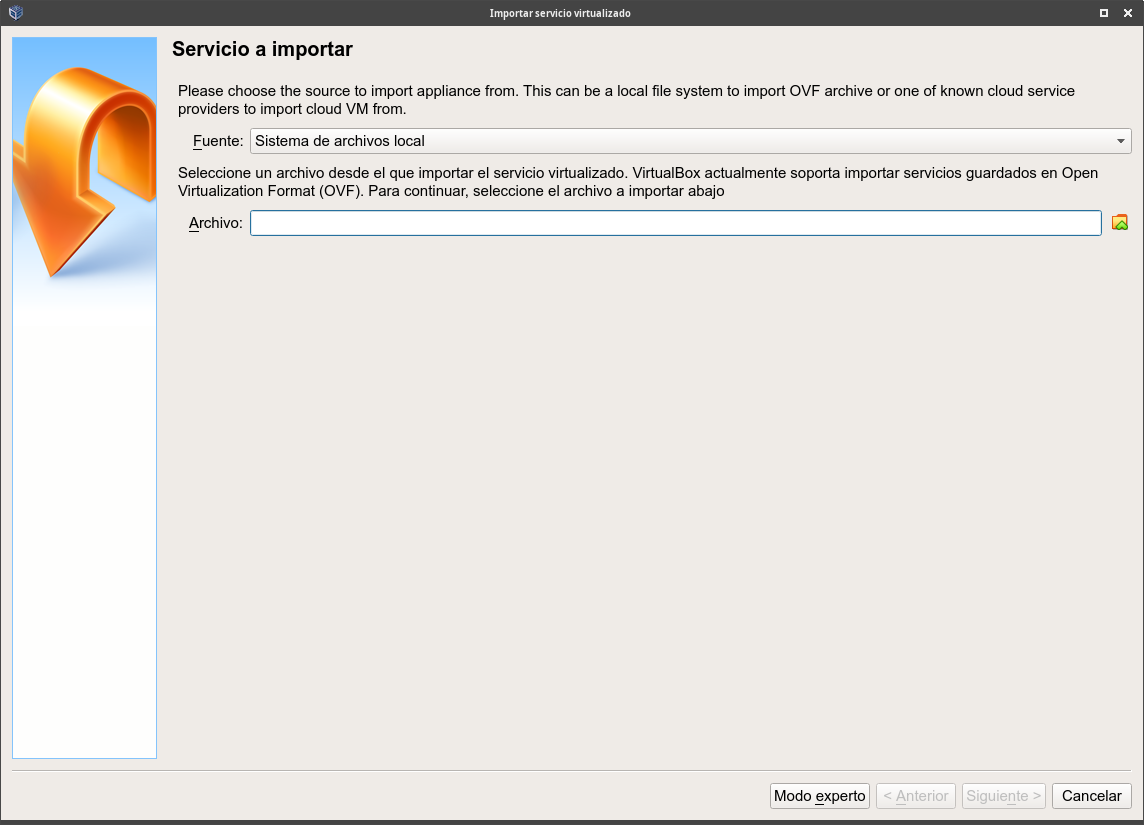 Importar servicio virtualizado
Servicio a importar
Please choose the source to import appliance from. This can be a local file system to import OVF archive or one of known cloud service
providers to import cloud VM from.
Fuente: Sistema de archivos local
Seleccione un archivo desde el que importar el servicio virtualizado. VirtualBox actualmente soporta importar servicios guardados en Open
Virtualization Format (OVF). Para continuar, seleccione el archivo a importar abajo
Archivo:
Modo experto < Anterior Siguiente > Cancelar